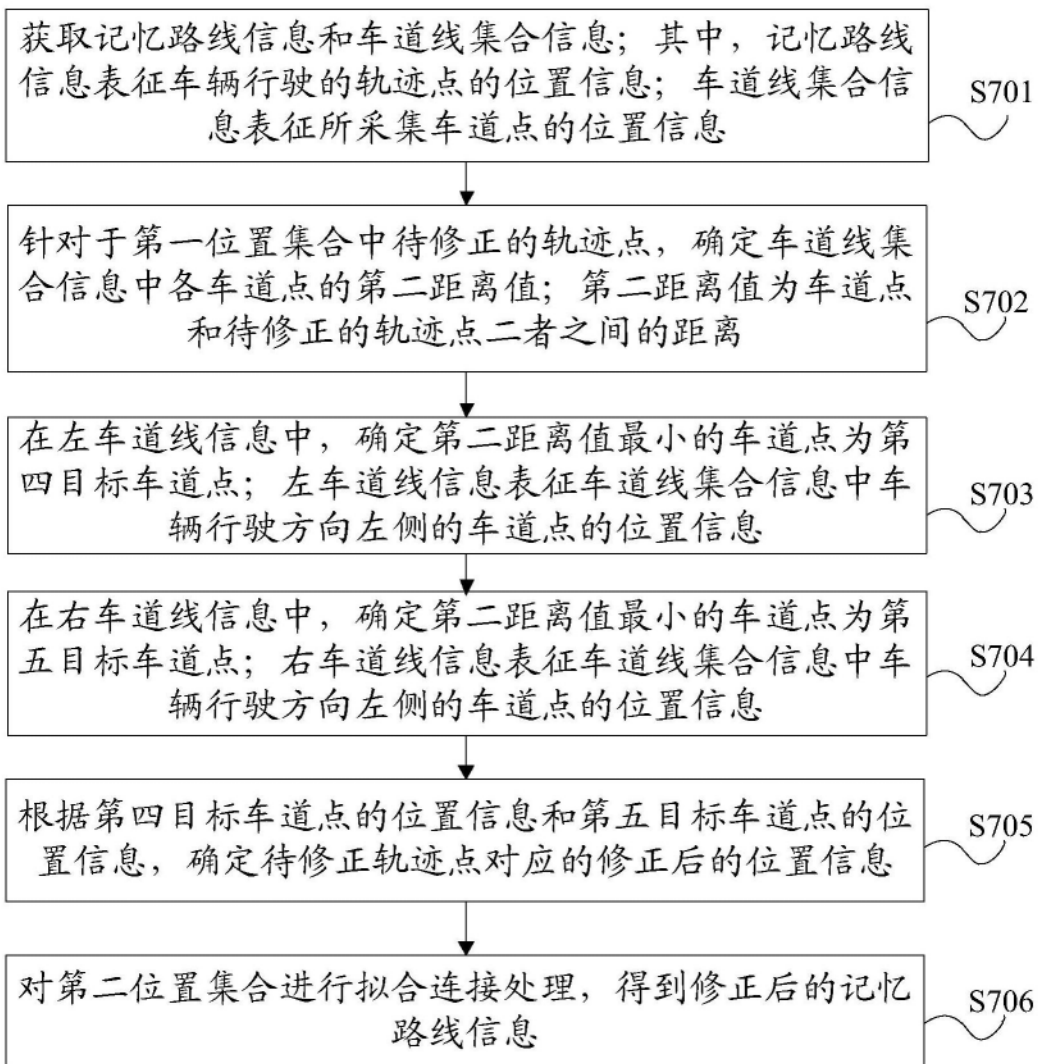 获取记忆路线信息和车道线集合信息；其中，记忆路线
信息表征车辆行驶的轨迹点的位置信息；车道线集合信
息表征所采集车道点的位置信息
S701
针对于第一位置集合中待修正的轨迹点，确定车道线集
合信息中各车道点的第二距离值；第二距离值为车道点
和待修正的轨迹点二者之间的距离
S702
在左车道线信息中，确定第二距离值最小的车道点为第
四目标车道点；左车道线信息表征车道线集合信息中车
辆行驶方向左侧的车道点的位置信息
S703
在右车道线信息中，确定第二距离值最小的车道点为第
五目标车道点；右车道线信息表征车道线集合信息中车
辆行驶方向左侧的车道点的位置信息
S704
根据第四目标车道点的位置信息和第五目标车道点的位
置信息，确定待修正轨迹点对应的修正后的位置信息
S705
对第二位置集合进行拟合连接处理，得到修正后的记忆
路线信息
S706